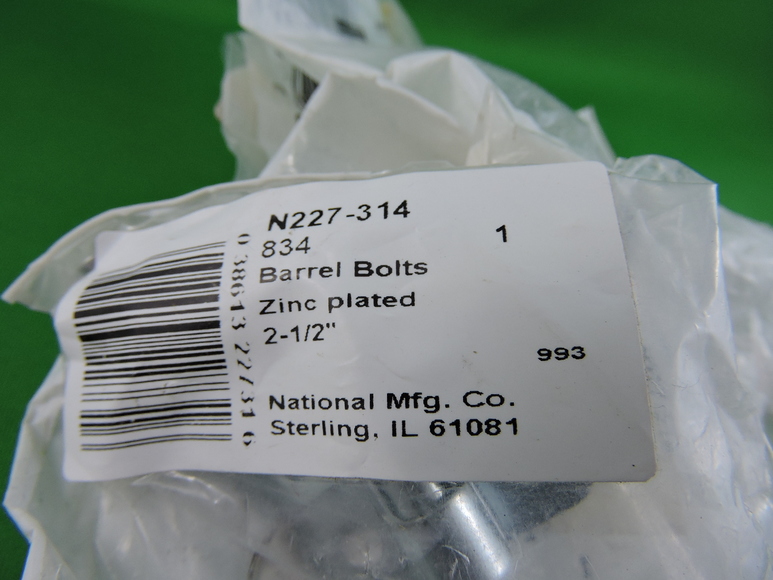 N227-314
834
1
Barrel Bolts
Zinc plated
2-1/2"
993
National Mfg. Co.
Sterling, IL 61081
0 38613 22731 6